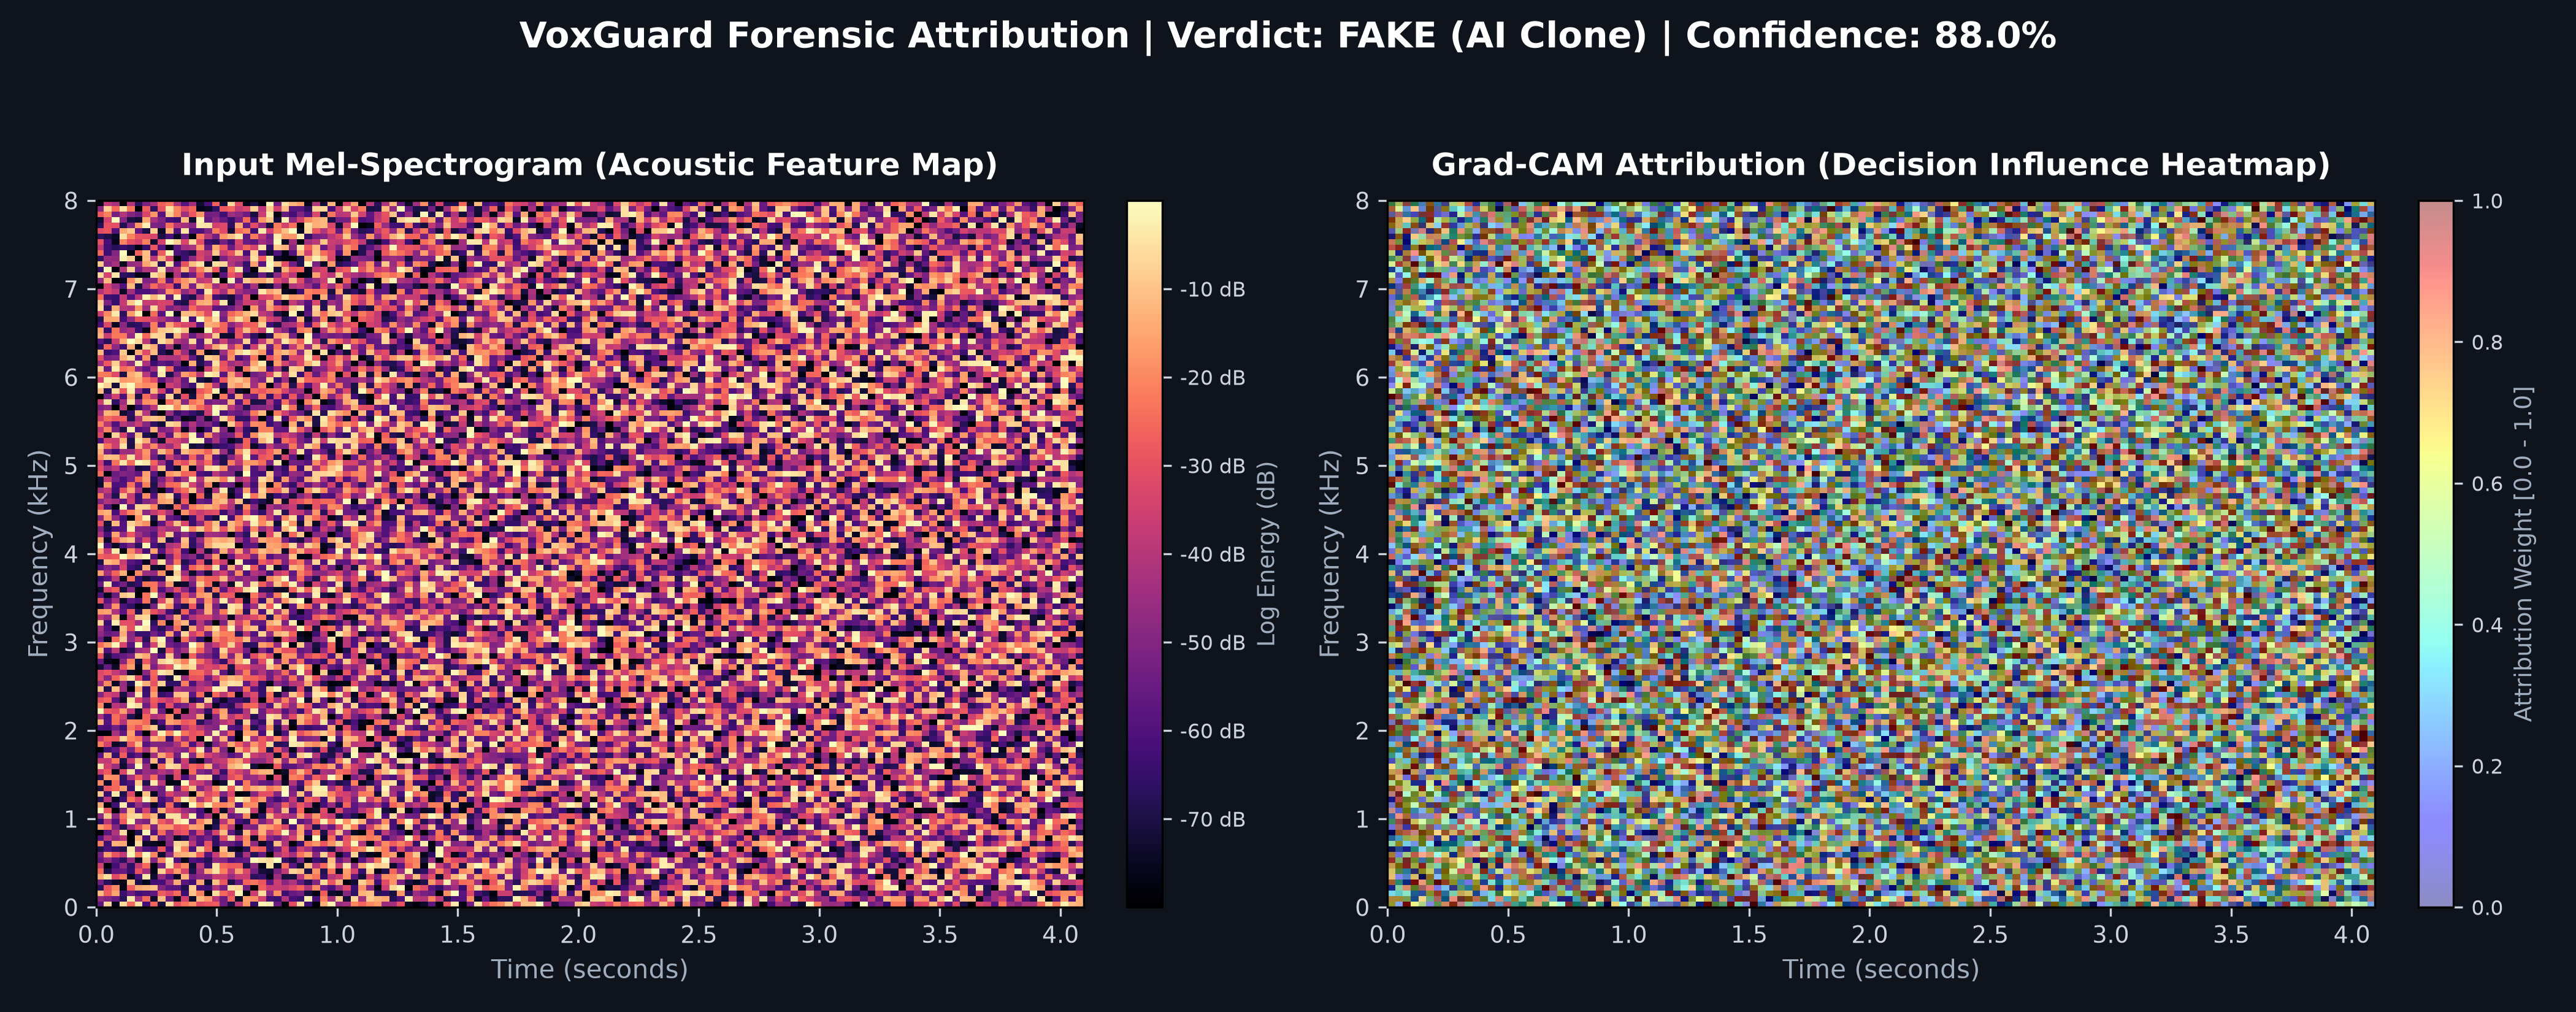 VoxGuard Forensic Attribution | Verdict: FAKE (AI Clone) | Confidence: 88.0%
Input Mel-Spectrogram (Acoustic Feature Map)
Frequency (kHz)
8
7
6
5
4
3
2
1
0
0.0 0.5 1.0 1.5 2.0 2.5 3.0 3.5 4.0
Time (seconds)
-10 dB
-20 dB
-30 dB
-40 dB
-50 dB
-60 dB
-70 dB
Log Energy (dB)
Grad-CAM Attribution (Decision Influence Heatmap)
Frequency (kHz)
8
7
6
5
4
3
2
1
0
0.0 0.5 1.0 1.5 2.0 2.5 3.0 3.5 4.0
Time (seconds)
1.0
0.8
0.6
0.4
0.2
0.0
Attribution Weight [0.0 - 1.0]